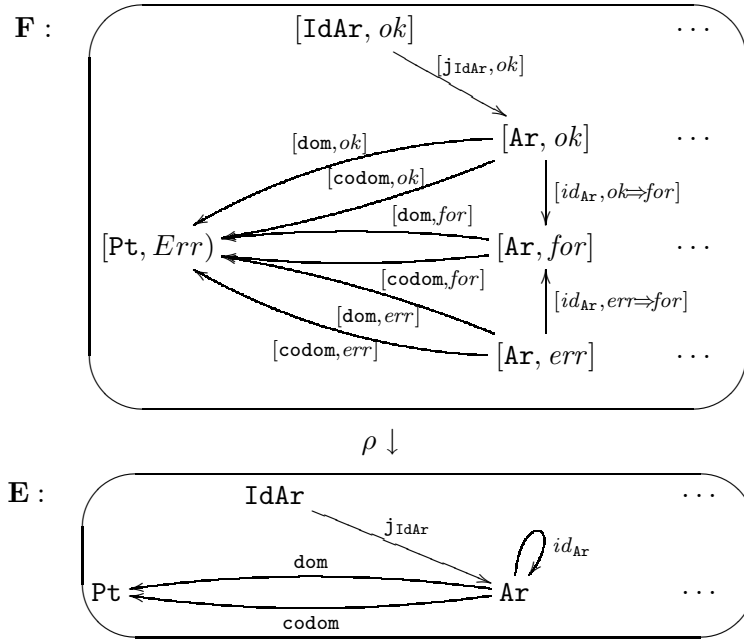 F :
[IdAr, ok] ···
[j_IdAr, ok]
[Ar, ok] ···
[dom, ok]
[codom, ok]
[id_Ar, ok⇒for]
[dom, for]
[Pt, Err) [Ar, for] ···
[codom, for]
[id_Ar, err⇒for]
[dom, err]
[codom, err]
[Ar, err] ···
ρ ↓
E :
IdAr ···
j_IdAr
id_Ar
dom
Pt Ar ···
codom